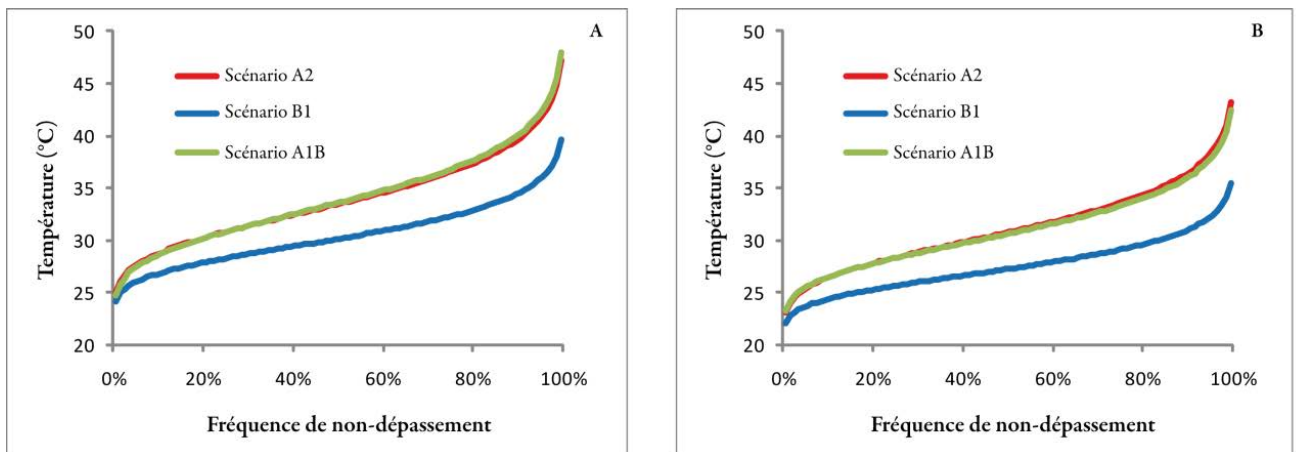 A
50
45
40
35
30
25
20
Température (°C)
Scénario A2
Scénario B1
Scénario A1B
0% 20% 40% 60% 80% 100%
Fréquence de non-dépassement
B
50
45
40
35
30
25
20
Température (°C)
Scénario A2
Scénario B1
Scénario A1B
0% 20% 40% 60% 80% 100%
Fréquence de non-dépassement